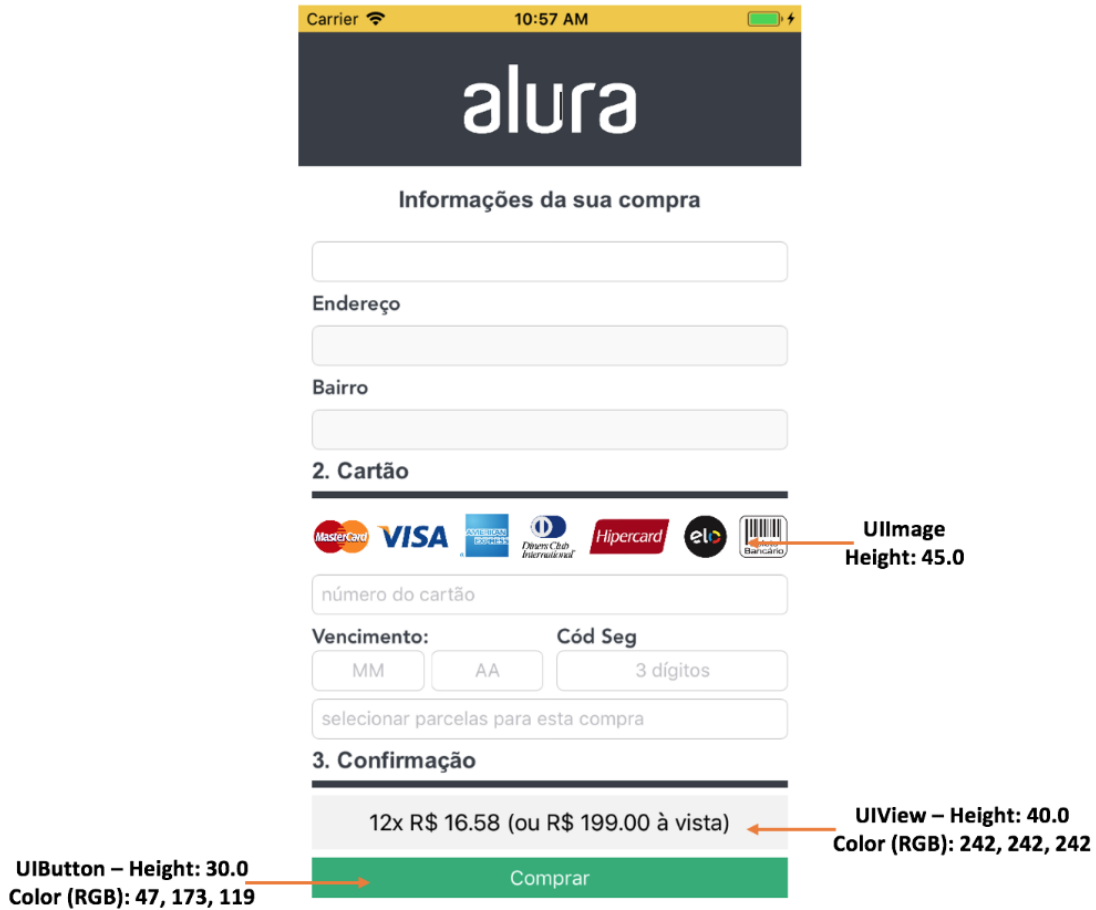 Carrier
10:57 AM
alura
Informações da sua compra
Endereço
Bairro
2. Cartão
MasterCard VISA AMERICAN EXPRESS Diners Club International Hipercard elo Boleto Bancário
UIImage
Height: 45.0
número do cartão
Vencimento: Cód Seg
MM AA 3 dígitos
selecionar parcelas para esta compra
3. Confirmação
12x R$ 16.58 (ou R$ 199.00 à vista)
UIView – Height: 40.0
Color (RGB): 242, 242, 242
UIButton – Height: 30.0
Color (RGB): 47, 173, 119
Comprar